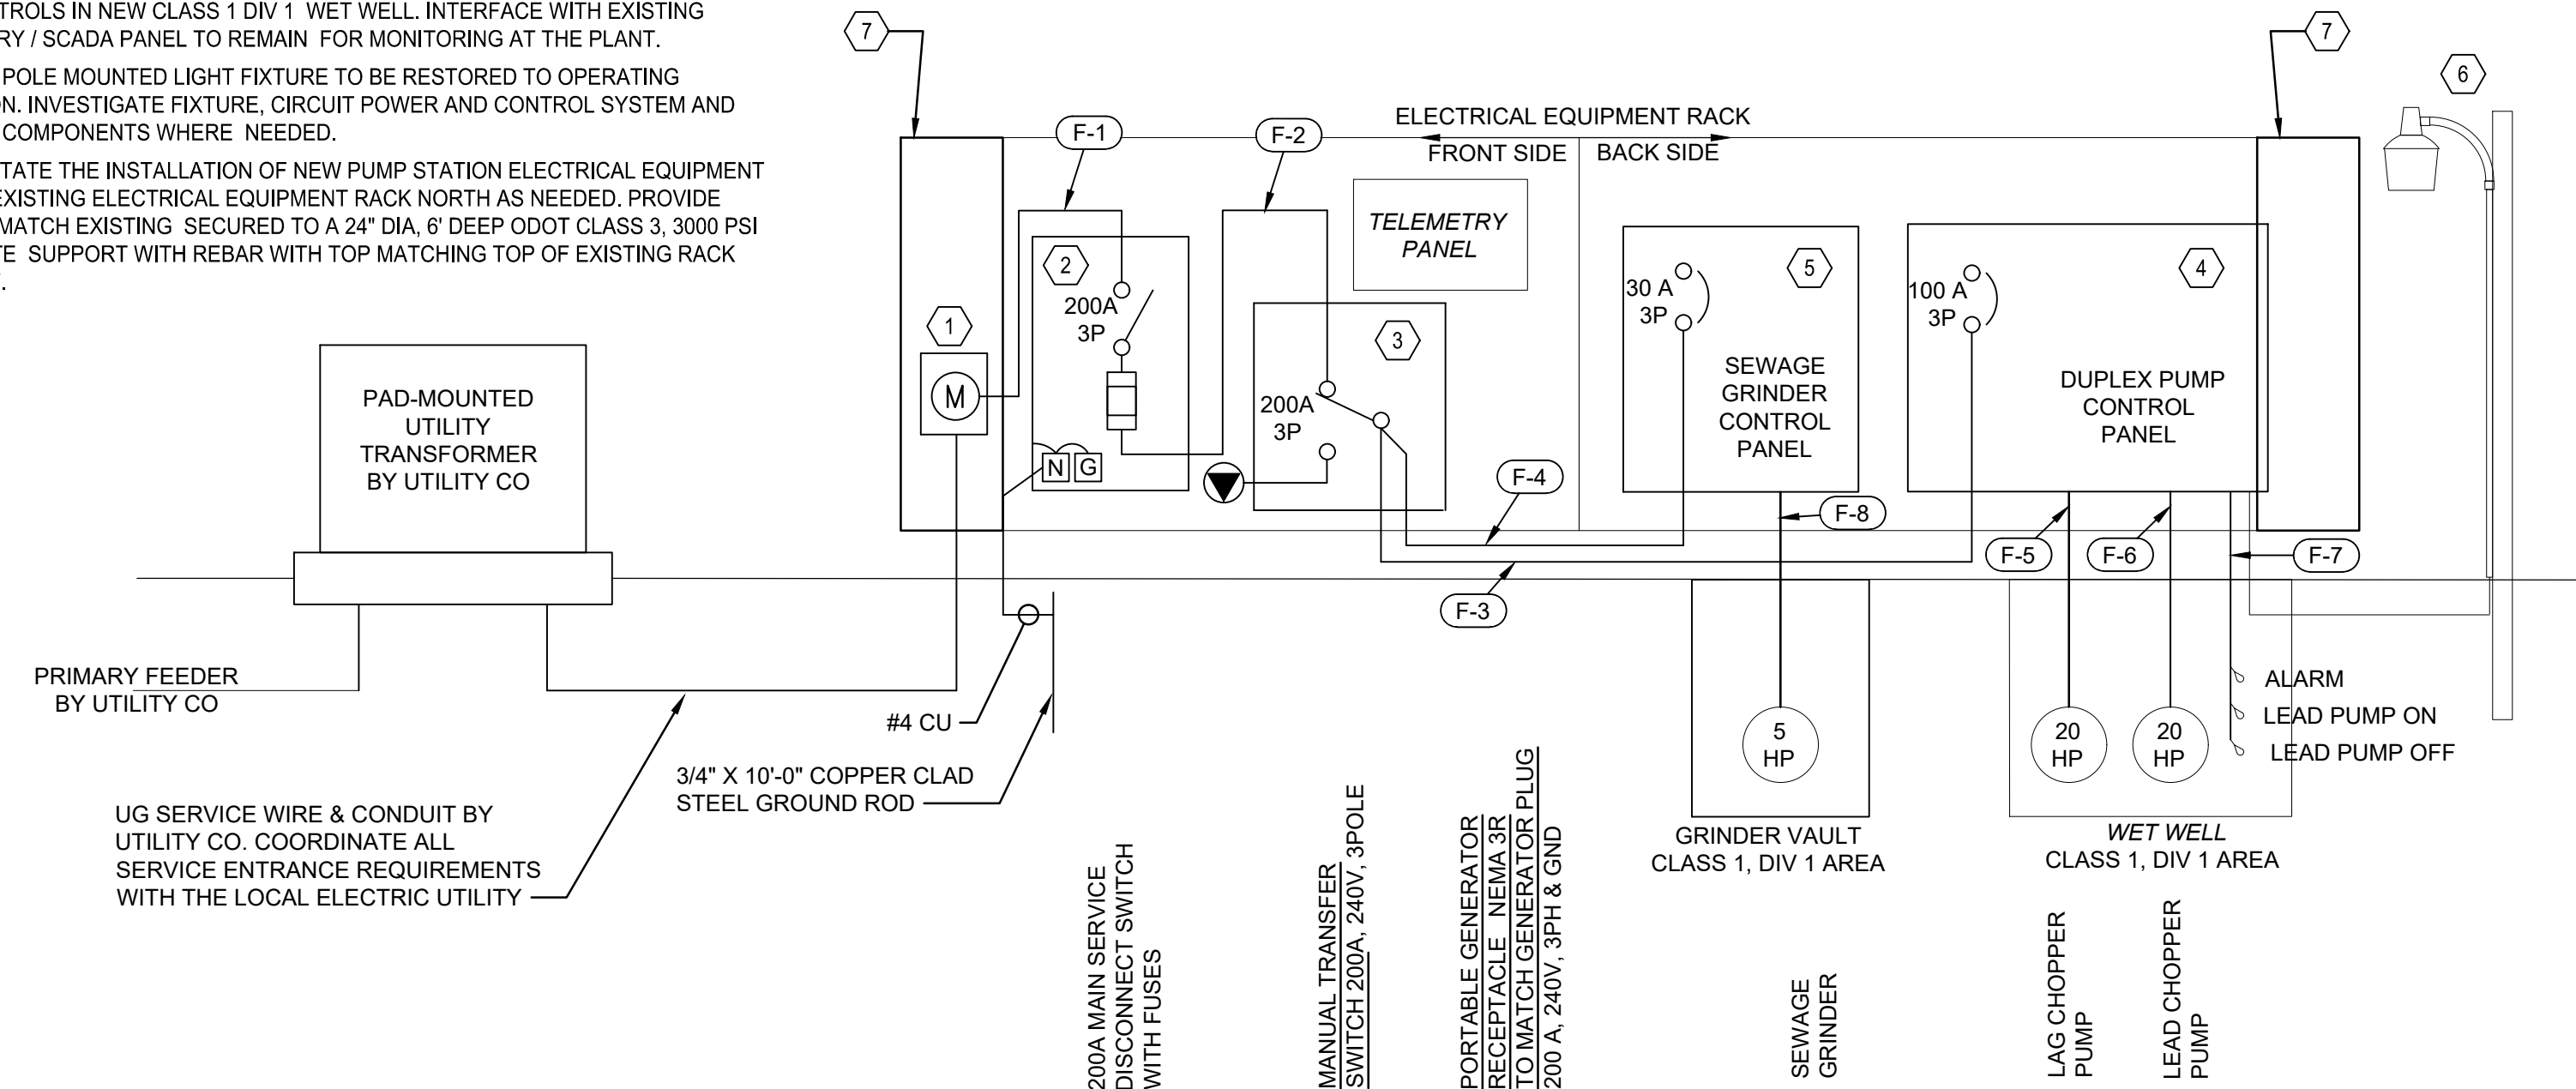 TROLS IN NEW CLASS 1 DIV 1 WET WELL. INTERFACE WITH EXISTING
RY / SCADA PANEL TO REMAIN FOR MONITORING AT THE PLANT.
POLE MOUNTED LIGHT FIXTURE TO BE RESTORED TO OPERATING
ON. INVESTIGATE FIXTURE, CIRCUIT POWER AND CONTROL SYSTEM AND
COMPONENTS WHERE NEEDED.
TATE THE INSTALLATION OF NEW PUMP STATION ELECTRICAL EQUIPMENT
EXISTING ELECTRICAL EQUIPMENT RACK NORTH AS NEEDED. PROVIDE
MATCH EXISTING SECURED TO A 24" DIA, 6' DEEP ODOT CLASS 3, 3000 PSI
TE SUPPORT WITH REBAR WITH TOP MATCHING TOP OF EXISTING RACK
.
7
7
6
ELECTRICAL EQUIPMENT RACK
FRONT SIDE
BACK SIDE
F-1
F-2
TELEMETRY
PANEL
2
200A
3P
1
M
N G
3
200A
3P
5
30 A
3P
SEWAGE
GRINDER
CONTROL
PANEL
4
100 A
3P
DUPLEX PUMP
CONTROL
PANEL
PAD-MOUNTED
UTILITY
TRANSFORMER
BY UTILITY CO
F-4
F-8
F-5
F-6
F-7
F-3
PRIMARY FEEDER
BY UTILITY CO
#4 CU
3/4" X 10'-0" COPPER CLAD
STEEL GROUND ROD
UG SERVICE WIRE & CONDUIT BY
UTILITY CO. COORDINATE ALL
SERVICE ENTRANCE REQUIREMENTS
WITH THE LOCAL ELECTRIC UTILITY
5
HP
20
HP
20
HP
ALARM
LEAD PUMP ON
LEAD PUMP OFF
GRINDER VAULT
CLASS 1, DIV 1 AREA
WET WELL
CLASS 1, DIV 1 AREA
200A MAIN SERVICE
DISCONNECT SWITCH
WITH FUSES
MANUAL TRANSFER
SWITCH 200A, 240V, 3POLE
PORTABLE GENERATOR
RECEPTACLE NEMA 3R
TO MATCH GENERATOR PLUG
200 A, 240V, 3PH & GND
SEWAGE
GRINDER
LAG CHOPPER
PUMP
LEAD CHOPPER
PUMP